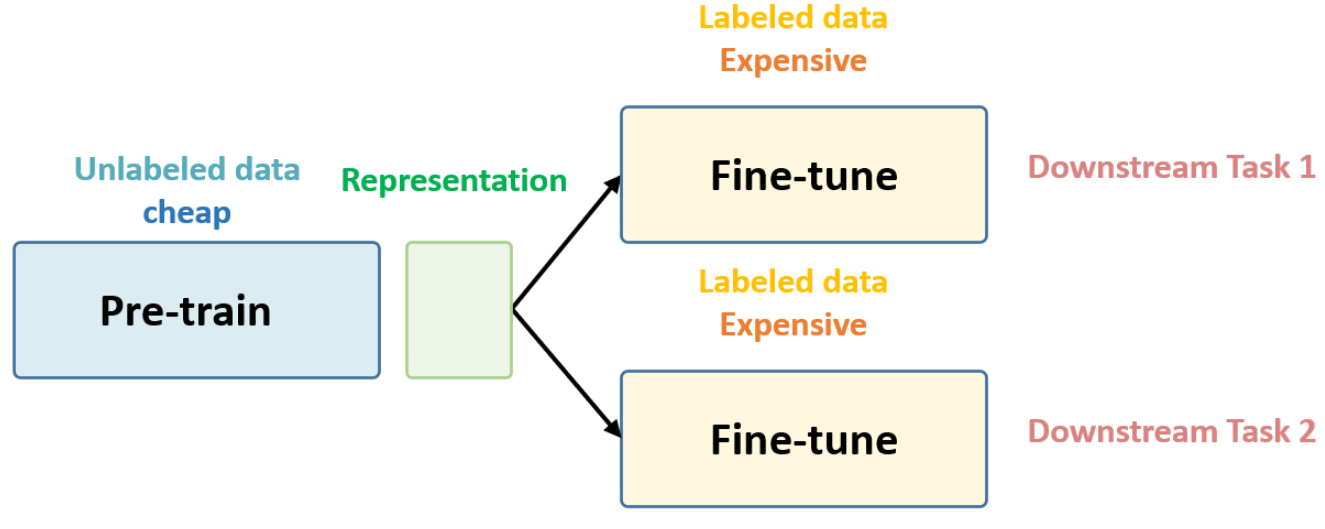 Unlabeled data
cheap
Pre-train
Representation
Labeled data
Expensive
Fine-tune
Downstream Task 1
Labeled data
Expensive
Fine-tune
Downstream Task 2